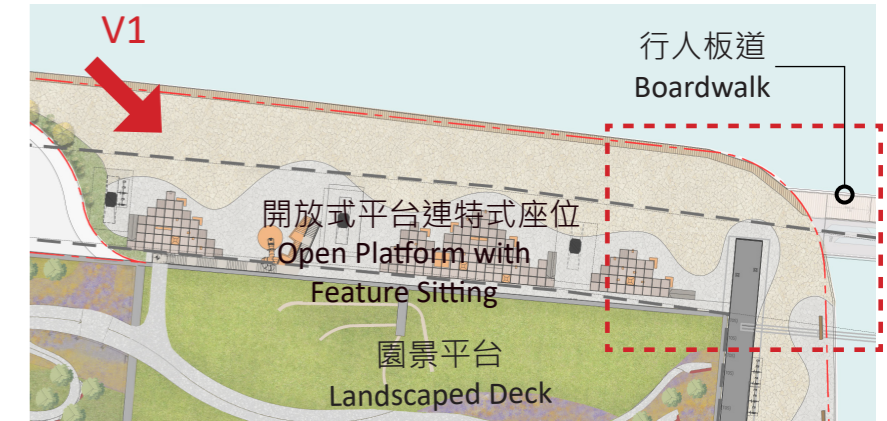 V1
行人板道
Boardwalk
開放式平台連特式座位
Open Platform with
Feature Sitting
園景平台
Landscaped Deck